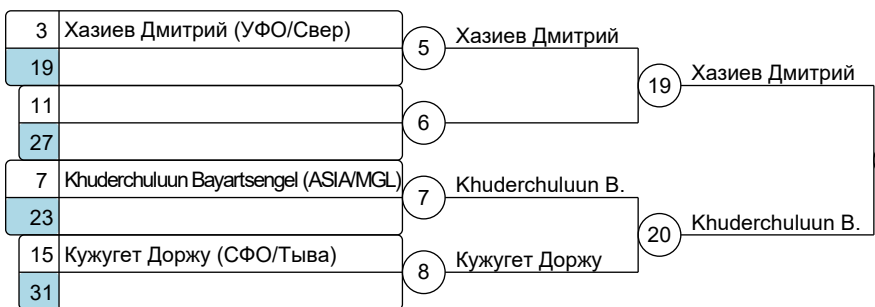 3 Хазиев Дмитрий (УФО/Свер)
19
5
Хазиев Дмитрий
11
27
6
19
Хазиев Дмитрий
7 Khuderchuluun Bayartsengel (ASIA/MGL)
23
7
Khuderchuluun B.
15 Кужугет Доржу (СФО/Тыва)
31
8
Кужугет Доржу
20
Khuderchuluun B.